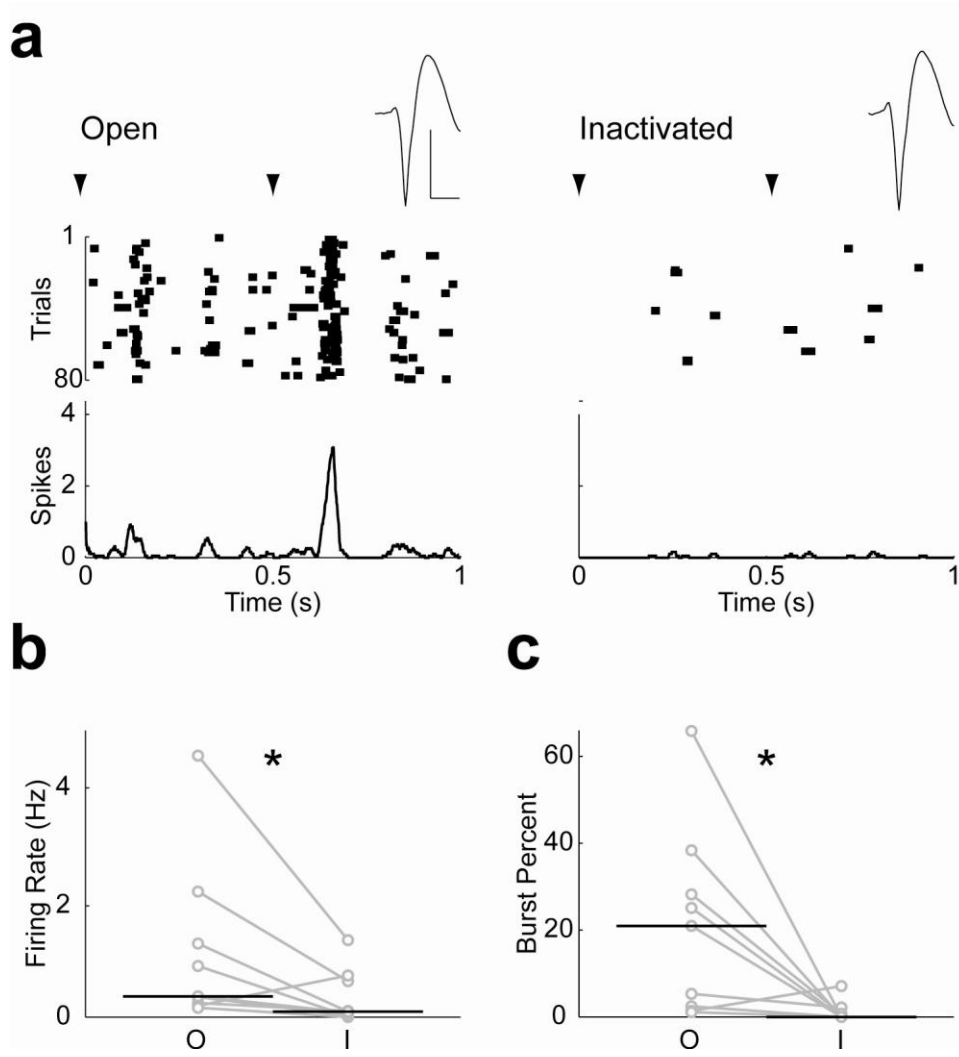 a
Open
Inactivated
1
Trials
80
4
Spikes
2
0
0
0.5
1
Time (s)
0
0.5
1
Time (s)
b
c
*
*
Firing Rate (Hz)
4
2
0
O
I
Burst Percent
60
40
20
0
O
I